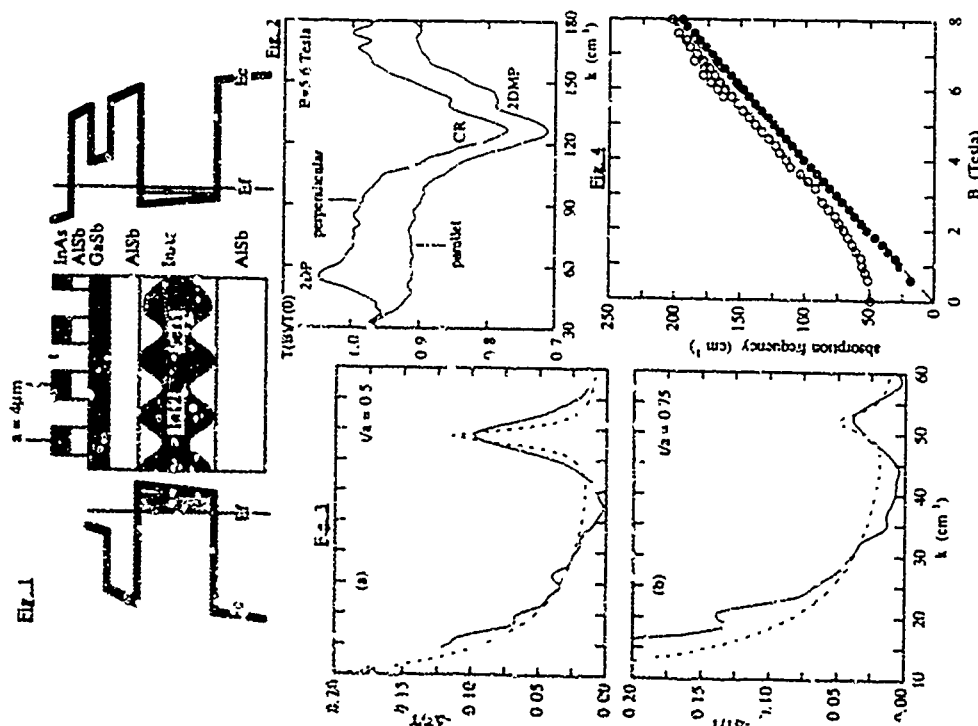 Fig. 1
a = 4μm
t
InAs
AlSb
GaSb
AlSb
AlSb
Ec
Ef
Ef
Fig. 2
T(B)/T(0)
1.0
0.9
0.8
0.7
30
60
90
120
150
180
k (cm⁻¹)
2DP
perpendicular
parallel
CR
2DMP
B=5.6 Tesla
(a)
t/a = 0.5
-ΔT/T
0.20
0.15
0.10
0.05
0.00
(b)
t/a = 0.75
-ΔT/T
0.20
0.15
0.10
0.05
0.00
10
20
30
40
50
60
k (cm⁻¹)
Fig. 4
absorption frequency (cm⁻¹)
250
200
150
100
50
0
0
2
4
6
8
B (Tesla)